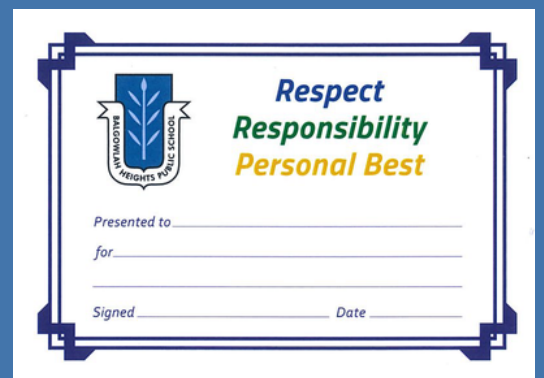 BALGOWLAH HEIGHTS PUBLIC SCHOOL
Respect
Responsibility
Personal Best
Presented to
for
Signed Date